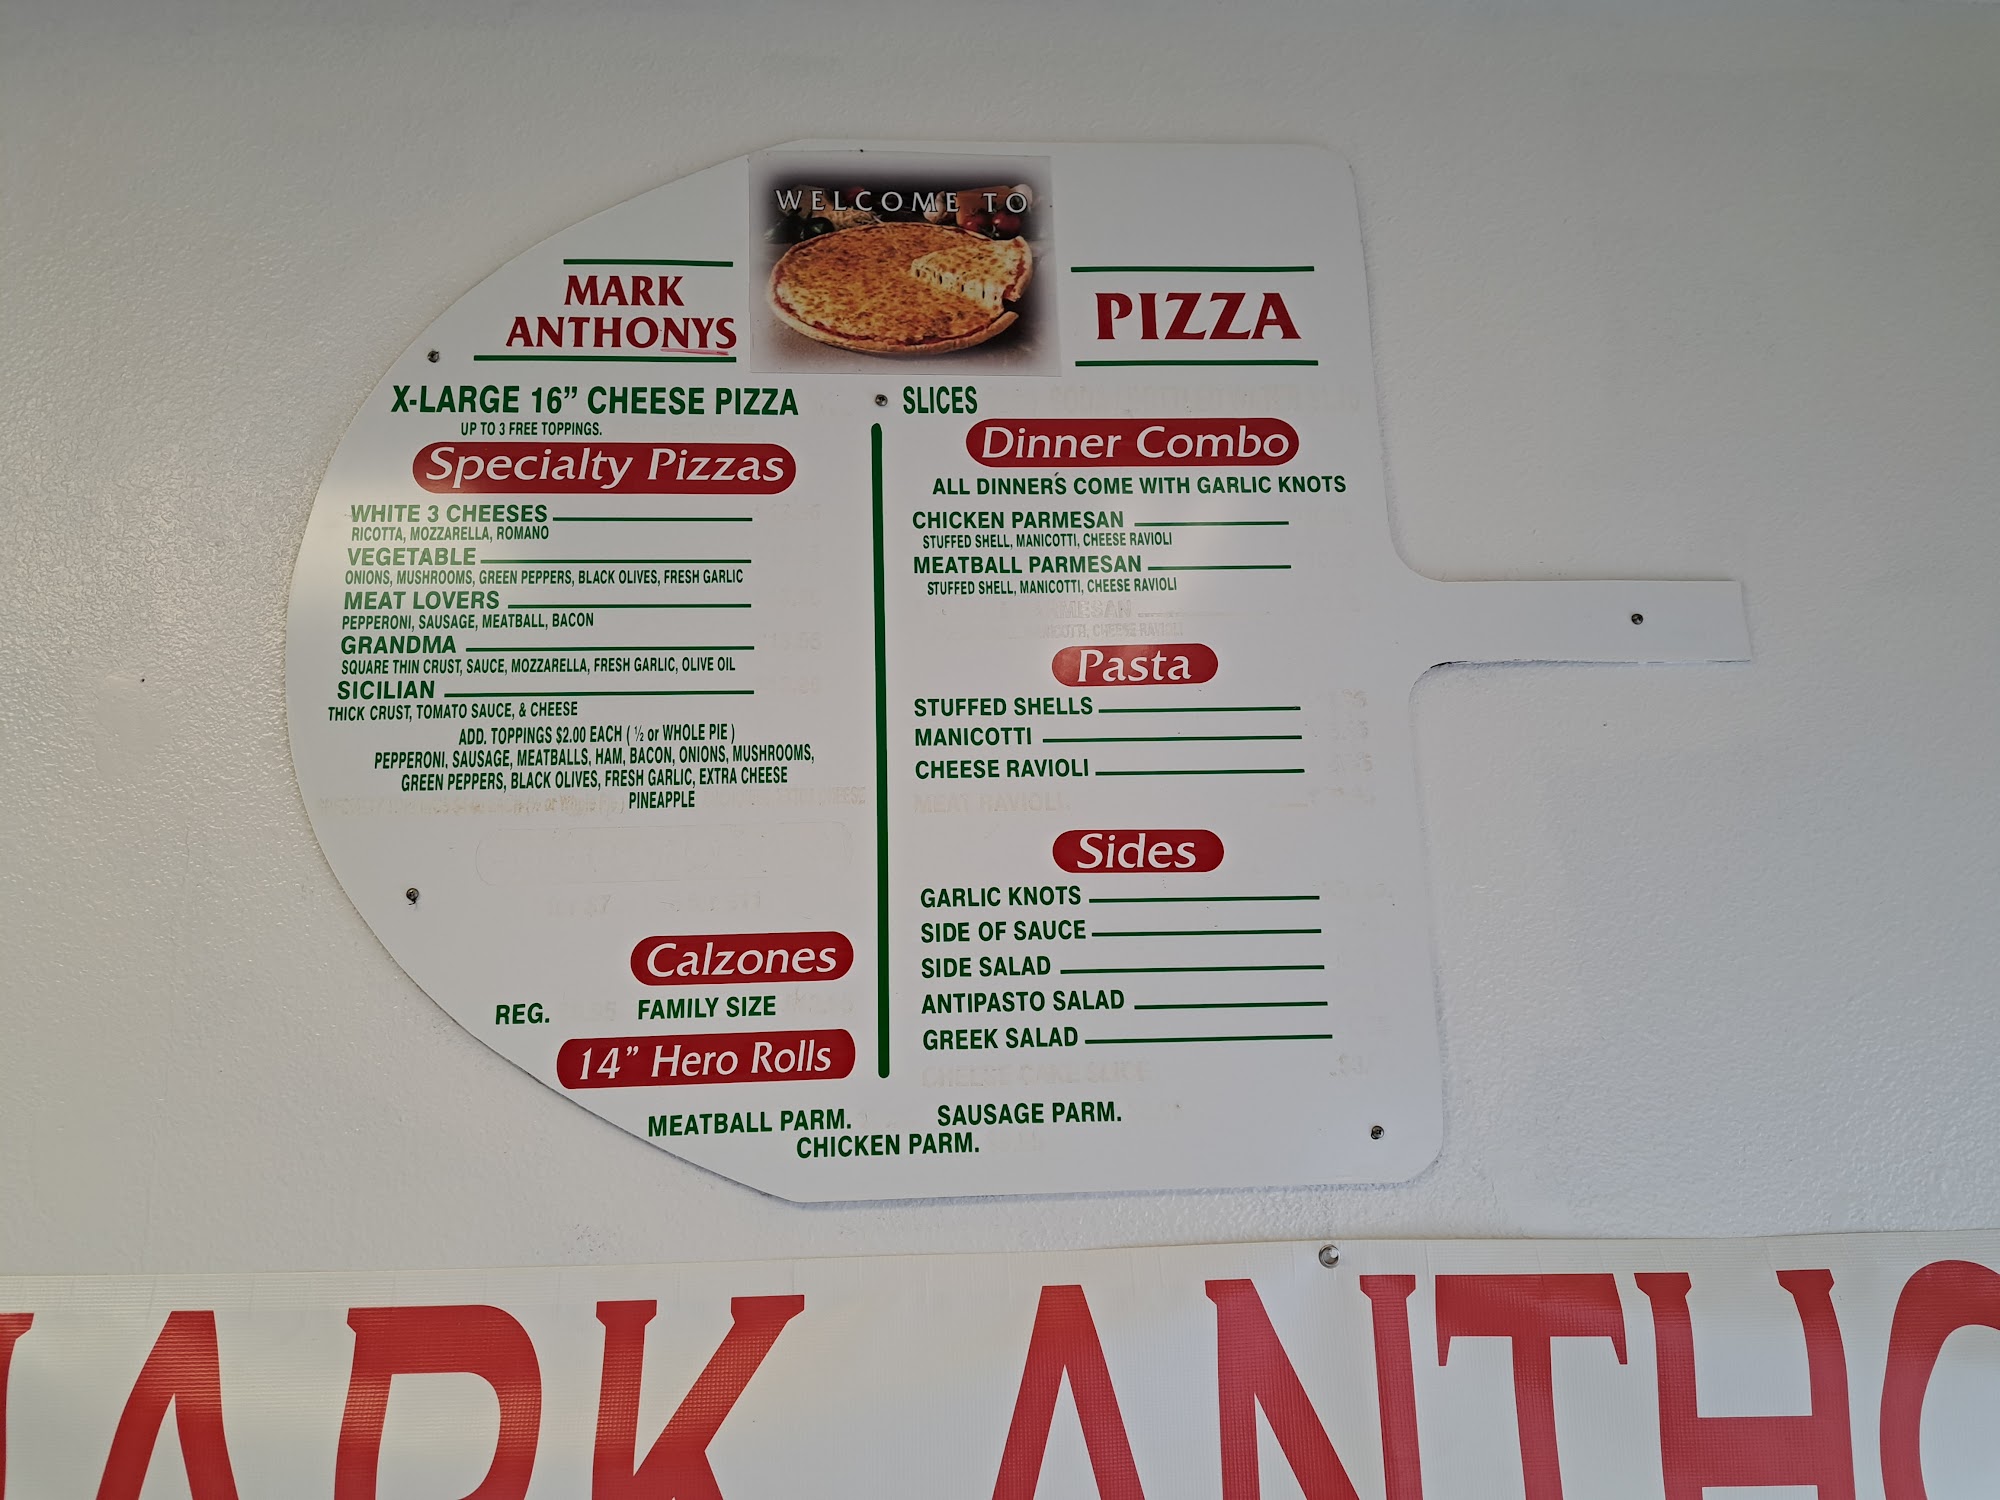 WELCOME TO
MARK
ANTHONYS
PIZZA
X-LARGE 16” CHEESE PIZZA
UP TO 3 FREE TOPPINGS.
Specialty Pizzas
WHITE 3 CHEESES
RICOTTA, MOZZARELLA, ROMANO
VEGETABLE
ONIONS, MUSHROOMS, GREEN PEPPERS, BLACK OLIVES, FRESH GARLIC
MEAT LOVERS
PEPPERONI, SAUSAGE, MEATBALL, BACON
GRANDMA
SQUARE THIN CRUST, SAUCE, MOZZARELLA, FRESH GARLIC, OLIVE OIL
SICILIAN
THICK CRUST, TOMATO SAUCE, & CHEESE
ADD. TOPPINGS $2.00 EACH ( ½ or WHOLE PIE )
PEPPERONI, SAUSAGE, MEATBALLS, HAM, BACON, ONIONS, MUSHROOMS,
GREEN PEPPERS, BLACK OLIVES, FRESH GARLIC, EXTRA CHEESE
PINEAPPLE
Calzones
REG. FAMILY SIZE
14” Hero Rolls
MEATBALL PARM. SAUSAGE PARM.
CHICKEN PARM.
SLICES
Dinner Combo
ALL DINNERS COME WITH GARLIC KNOTS
CHICKEN PARMESAN
STUFFED SHELL, MANICOTTI, CHEESE RAVIOLI
MEATBALL PARMESAN
STUFFED SHELL, MANICOTTI, CHEESE RAVIOLI
Pasta
STUFFED SHELLS
MANICOTTI
CHEESE RAVIOLI
MEAT RAVIOLI
Sides
GARLIC KNOTS
SIDE OF SAUCE
SIDE SALAD
ANTIPASTO SALAD
GREEK SALAD
CHEESE CAKE SLICE
ARK ANTHO